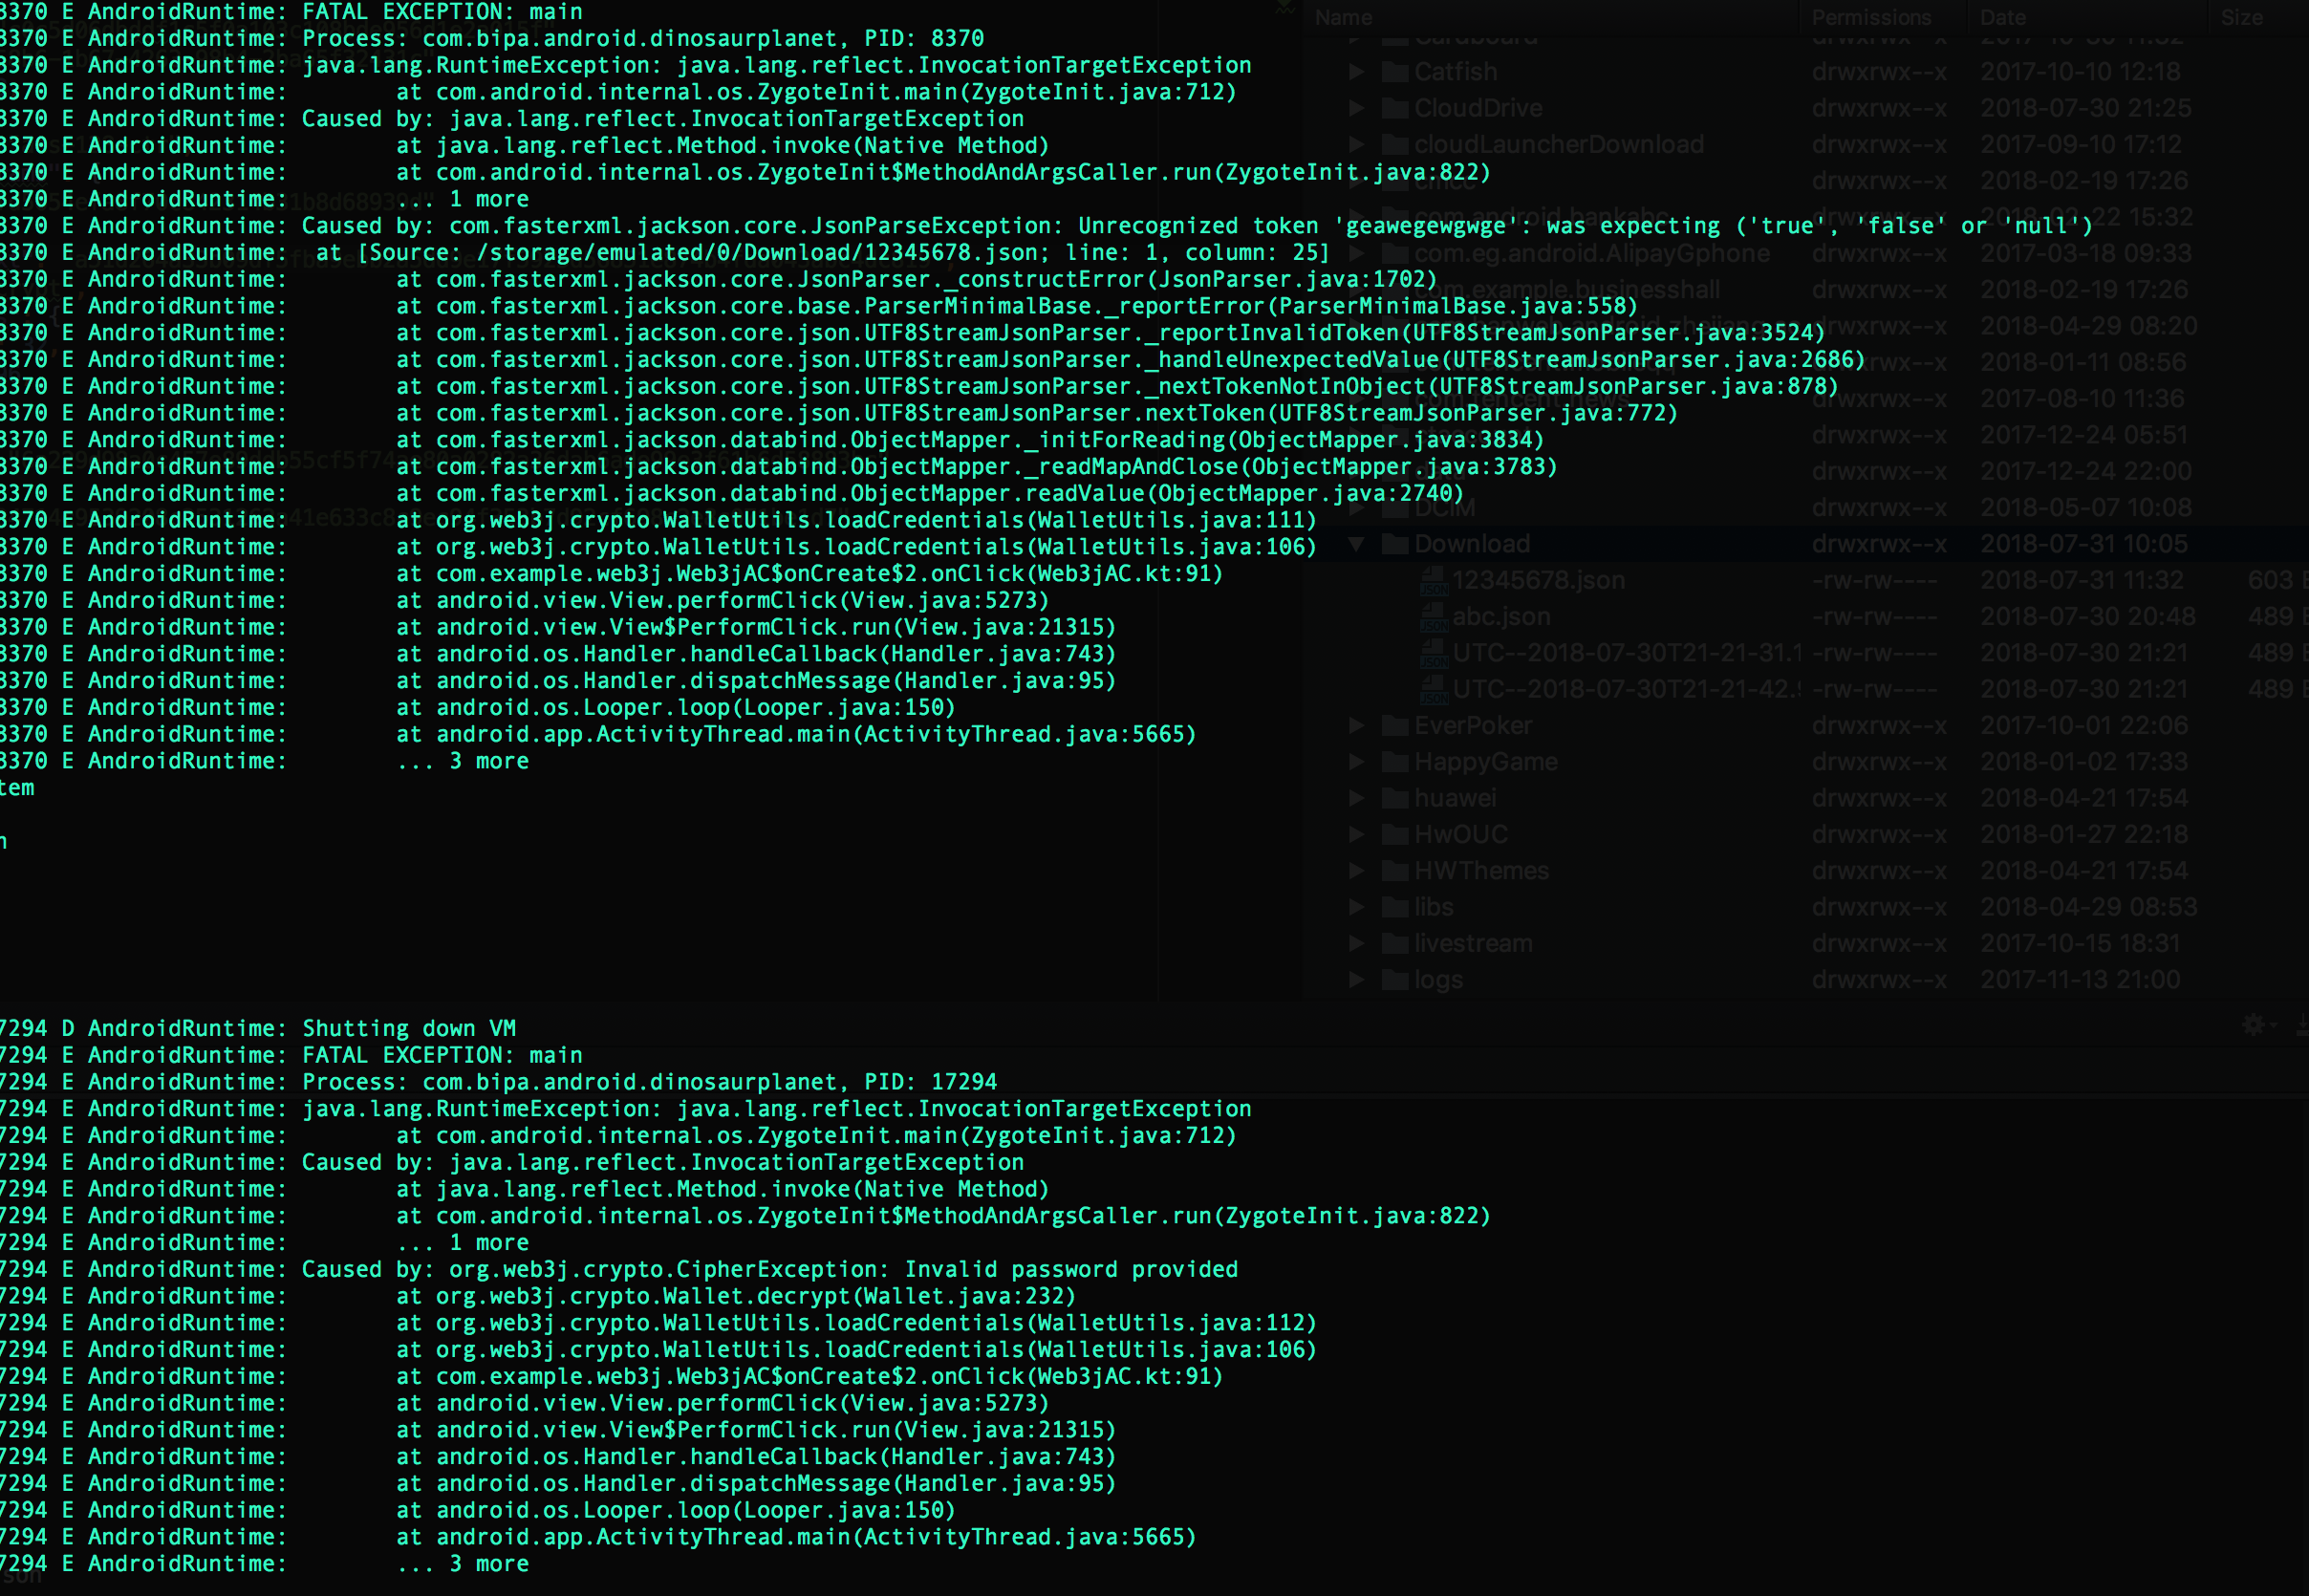 8370 E AndroidRuntime: FATAL EXCEPTION: main
8370 E AndroidRuntime: Process: com.bipa.android.dinosaurplanet, PID: 8370
8370 E AndroidRuntime: java.lang.RuntimeException: java.lang.reflect.InvocationTargetException
8370 E AndroidRuntime: at com.android.internal.os.ZygoteInit.main(ZygoteInit.java:712)
8370 E AndroidRuntime: Caused by: java.lang.reflect.InvocationTargetException
8370 E AndroidRuntime: at java.lang.reflect.Method.invoke(Native Method)
8370 E AndroidRuntime: at com.android.internal.os.ZygoteInit$MethodAndArgsCaller.run(ZygoteInit.java:822)
8370 E AndroidRuntime: ... 1 more
8370 E AndroidRuntime: Caused by: com.fasterxml.jackson.core.JsonParseException: Unrecognized token 'geawegewgwge': was expecting ('true', 'false' or 'null')
8370 E AndroidRuntime: at [Source: /storage/emulated/0/Download/12345678.json; line: 1, column: 25]
8370 E AndroidRuntime: at com.fasterxml.jackson.core.JsonParser._constructError(JsonParser.java:1702)
8370 E AndroidRuntime: at com.fasterxml.jackson.core.base.ParserMinimalBase._reportError(ParserMinimalBase.java:558)
8370 E AndroidRuntime: at com.fasterxml.jackson.core.json.UTF8StreamJsonParser._reportInvalidToken(UTF8StreamJsonParser.java:3524)
8370 E AndroidRuntime: at com.fasterxml.jackson.core.json.UTF8StreamJsonParser._handleUnexpectedValue(UTF8StreamJsonParser.java:2686)
8370 E AndroidRuntime: at com.fasterxml.jackson.core.json.UTF8StreamJsonParser._nextTokenNotInObject(UTF8StreamJsonParser.java:878)
8370 E AndroidRuntime: at com.fasterxml.jackson.core.json.UTF8StreamJsonParser.nextToken(UTF8StreamJsonParser.java:772)
8370 E AndroidRuntime: at com.fasterxml.jackson.databind.ObjectMapper._initForReading(ObjectMapper.java:3834)
8370 E AndroidRuntime: at com.fasterxml.jackson.databind.ObjectMapper._readMapAndClose(ObjectMapper.java:3783)
8370 E AndroidRuntime: at com.fasterxml.jackson.databind.ObjectMapper.readValue(ObjectMapper.java:2740)
8370 E AndroidRuntime: at org.web3j.crypto.WalletUtils.loadCredentials(WalletUtils.java:111)
8370 E AndroidRuntime: at org.web3j.crypto.WalletUtils.loadCredentials(WalletUtils.java:106)
8370 E AndroidRuntime: at com.example.web3j.Web3jAC$onCreate$2.onClick(Web3jAC.kt:91)
8370 E AndroidRuntime: at android.view.View.performClick(View.java:5273)
8370 E AndroidRuntime: at android.view.View$PerformClick.run(View.java:21315)
8370 E AndroidRuntime: at android.os.Handler.handleCallback(Handler.java:743)
8370 E AndroidRuntime: at android.os.Handler.dispatchMessage(Handler.java:95)
8370 E AndroidRuntime: at android.os.Looper.loop(Looper.java:150)
8370 E AndroidRuntime: at android.app.ActivityThread.main(ActivityThread.java:5665)
8370 E AndroidRuntime: ... 3 more
tem
n
7294 D AndroidRuntime: Shutting down VM
7294 E AndroidRuntime: FATAL EXCEPTION: main
7294 E AndroidRuntime: Process: com.bipa.android.dinosaurplanet, PID: 17294
7294 E AndroidRuntime: java.lang.RuntimeException: java.lang.reflect.InvocationTargetException
7294 E AndroidRuntime: at com.android.internal.os.ZygoteInit.main(ZygoteInit.java:712)
7294 E AndroidRuntime: Caused by: java.lang.reflect.InvocationTargetException
7294 E AndroidRuntime: at java.lang.reflect.Method.invoke(Native Method)
7294 E AndroidRuntime: at com.android.internal.os.ZygoteInit$MethodAndArgsCaller.run(ZygoteInit.java:822)
7294 E AndroidRuntime: ... 1 more
7294 E AndroidRuntime: Caused by: org.web3j.crypto.CipherException: Invalid password provided
7294 E AndroidRuntime: at org.web3j.crypto.Wallet.decrypt(Wallet.java:232)
7294 E AndroidRuntime: at org.web3j.crypto.WalletUtils.loadCredentials(WalletUtils.java:112)
7294 E AndroidRuntime: at org.web3j.crypto.WalletUtils.loadCredentials(WalletUtils.java:106)
7294 E AndroidRuntime: at com.example.web3j.Web3jAC$onCreate$2.onClick(Web3jAC.kt:91)
7294 E AndroidRuntime: at android.view.View.performClick(View.java:5273)
7294 E AndroidRuntime: at android.view.View$PerformClick.run(View.java:21315)
7294 E AndroidRuntime: at android.os.Handler.handleCallback(Handler.java:743)
7294 E AndroidRuntime: at android.os.Handler.dispatchMessage(Handler.java:95)
7294 E AndroidRuntime: at android.os.Looper.loop(Looper.java:150)
7294 E AndroidRuntime: at android.app.ActivityThread.main(ActivityThread.java:5665)
7294 E AndroidRuntime: ... 3 more
Name Permissions Date Size
Cardboard drwxrwx--x
Catfish drwxrwx--x 2017-10-10 12:18
CloudDrive drwxrwx--x 2018-07-30 21:25
cloudLauncherDownload drwxrwx--x 2017-09-10 17:12
cmcc drwxrwx--x 2018-02-19 17:26
com.android.bankabc 22 15:32
com.eg.android.AlipayGphone drwxrwx--x 2017-03-18 09:33
com.example.businesshall drwxrwx--x 2018-02-19 17:26
drwxrwx--x 2018-04-29 08:20
drwxrwx--x 2018-01-11 08:56
drwxrwx--x 2017-08-10 11:36
drwxrwx--x 2017-12-24 05:51
drwxrwx--x 2017-12-24 22:00
DCIM drwxrwx--x 2018-05-07 10:08
Download drwxrwx--x 2018-07-31 10:05
12345678.json -rw-rw---- 2018-07-31 11:32 603
abc.json -rw-rw---- 2018-07-30 20:48 489
UTC--2018-07-30T21-21-31.1 -rw-rw---- 2018-07-30 21:21 489
UTC--2018-07-30T21-21-42.9 -rw-rw---- 2018-07-30 21:21 489
EverPoker drwxrwx--x 2017-10-01 22:06
HappyGame drwxrwx--x 2018-01-02 17:33
huawei drwxrwx--x 2018-04-21 17:54
HwOUC drwxrwx--x 2018-01-27 22:18
HWThemes drwxrwx--x 2018-04-21 17:54
libs drwxrwx--x 2018-04-29 08:53
livestream drwxrwx--x 2017-10-15 18:31
logs drwxrwx--x 2017-11-13 21:00